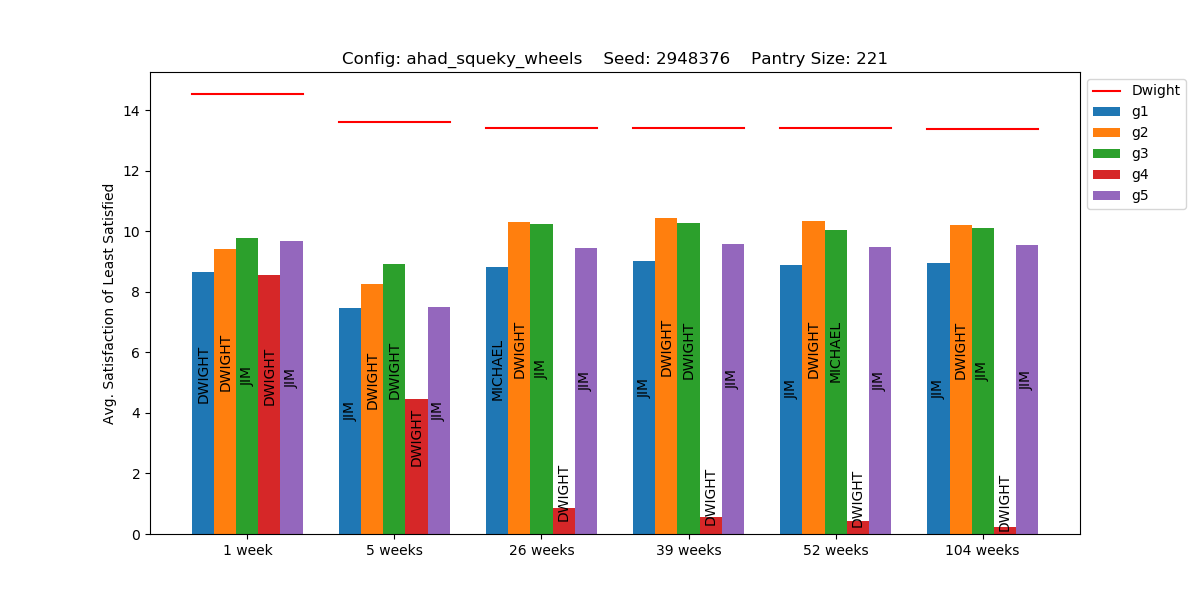 Config: ahad_squeky_wheels    Seed: 2948376    Pantry Size: 221
Avg. Satisfaction of Least Satisfied
14
12
10
8
6
4
2
0
DWIGHT
DWIGHT
JIM
DWIGHT
JIM
JIM
DWIGHT
DWIGHT
DWIGHT
JIM
MICHAEL
DWIGHT
JIM
DWIGHT
JIM
JIM
DWIGHT
DWIGHT
DWIGHT
JIM
JIM
DWIGHT
MICHAEL
DWIGHT
JIM
JIM
DWIGHT
JIM
DWIGHT
JIM
1 week
5 weeks
26 weeks
39 weeks
52 weeks
104 weeks
Dwight
g1
g2
g3
g4
g5